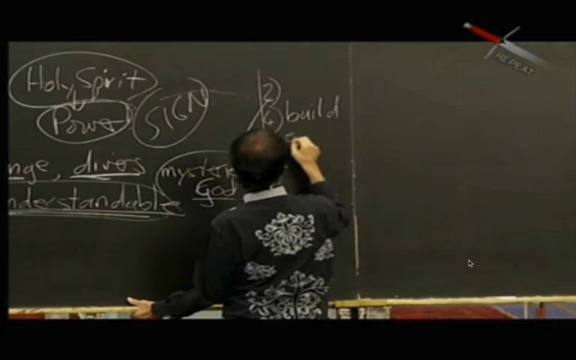 Holy Spirit
Power
SIGN
2
build
nge, divers
myster
God
nderstandable
REPEAT